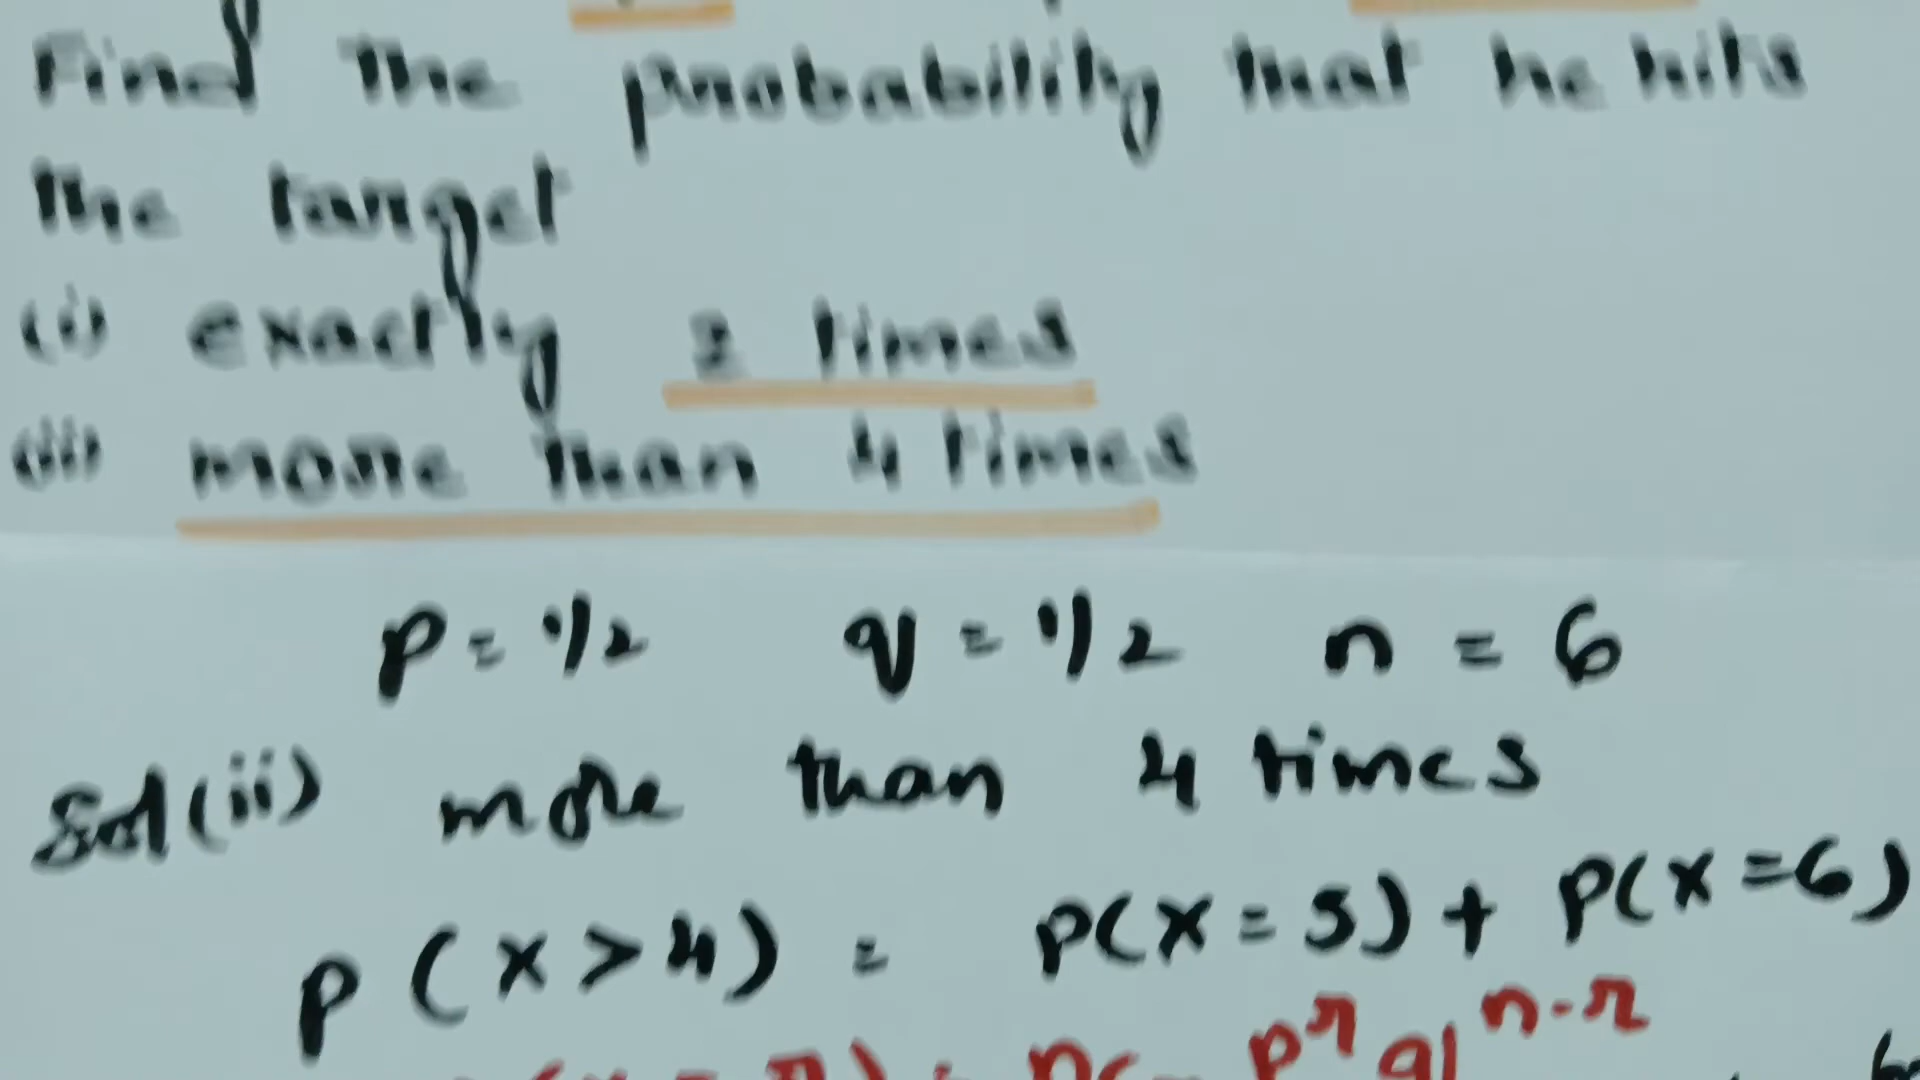 Find the probability that he hits
the target
(i) exactly 2 times
(ii) more than 4 times
p = 1/2 q = 1/2 n = 6
Sol(ii) more than 4 times
P(x>4) = P(x=5) + P(x=6)
p^r q^n-r